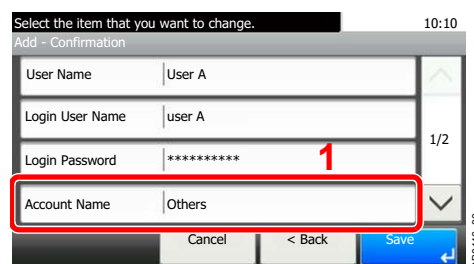 Select the item that you want to change. 10:10
Add - Confirmation
User Name User A
Login User Name user A
1/2
Login Password ********** 1
Account Name Others
Cancel < Back Save